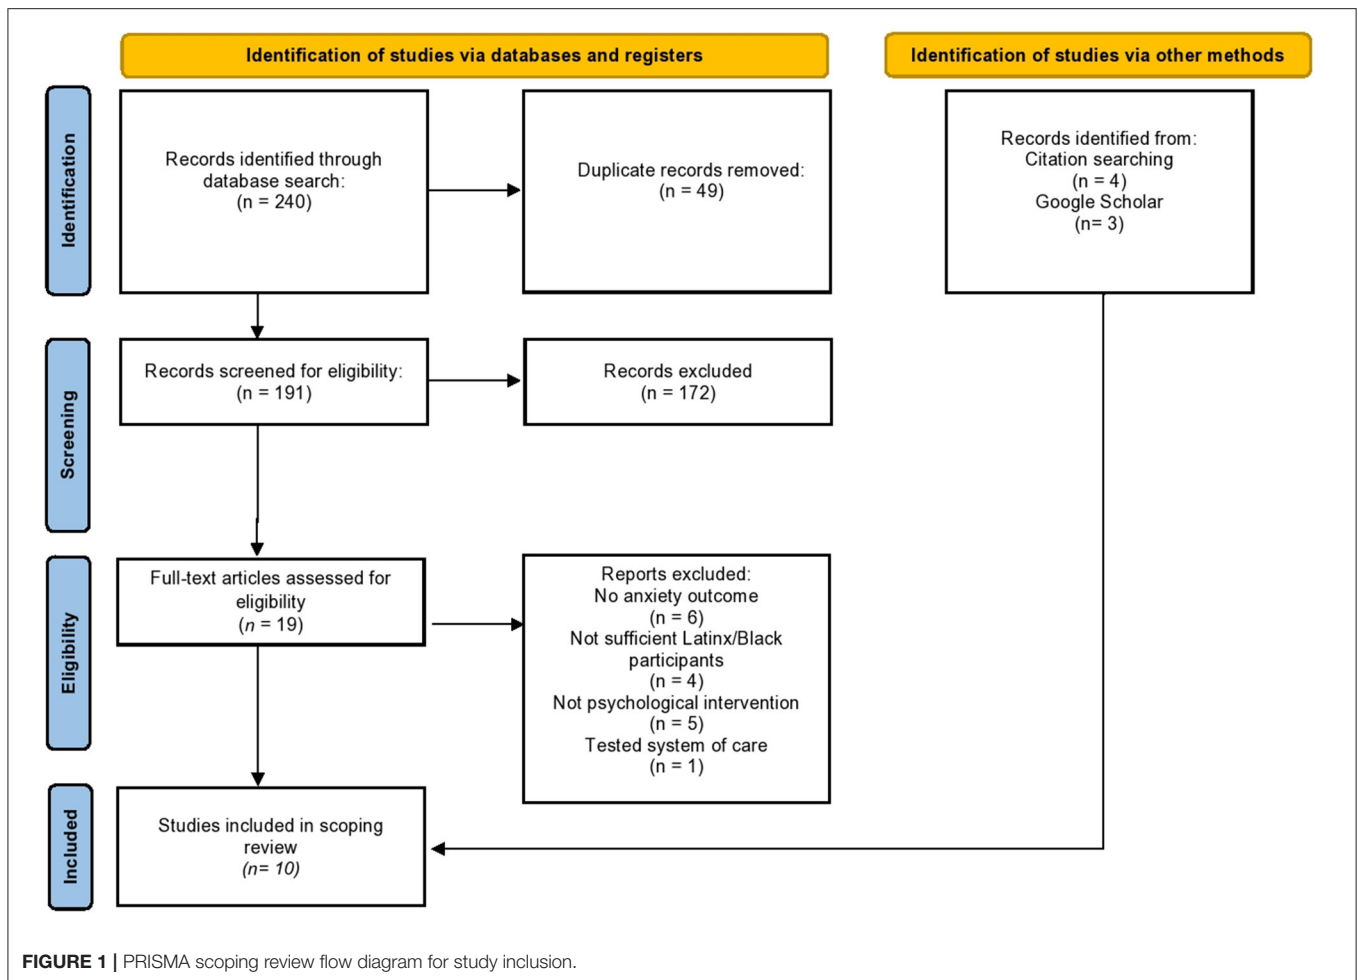 Identification of studies via databases and registers
Identification of studies via other methods
Identification
Records identified through
database search:
(n = 240)
Duplicate records removed:
(n = 49)
Records identified from:
Citation searching
(n = 4)
Google Scholar
(n= 3)
Screening
Records screened for eligibility:
(n = 191)
Records excluded
(n = 172)
Eligibility
Full-text articles assessed for
eligibility
(n = 19)
Reports excluded:
No anxiety outcome
(n = 6)
Not sufficient Latinx/Black
participants
(n = 4)
Not psychological intervention
(n = 5)
Tested system of care
(n = 1)
Included
Studies included in scoping
review
(n= 10)
FIGURE 1 | PRISMA scoping review flow diagram for study inclusion.